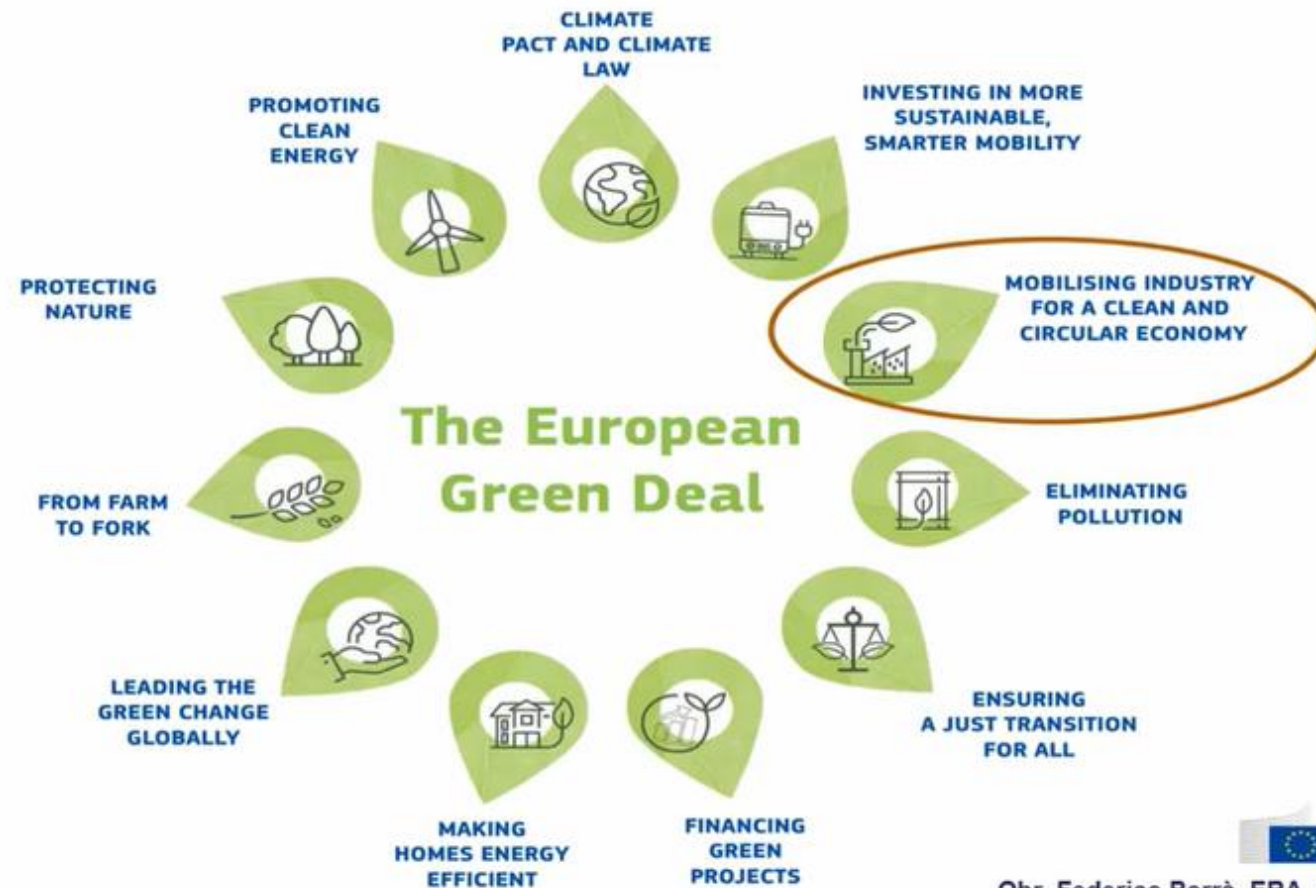 CLIMATE
PACT AND CLIMATE
LAW
INVESTING IN MORE
SUSTAINABLE,
SMARTER MOBILITY
MOBILISING INDUSTRY
FOR A CLEAN AND
CIRCULAR ECONOMY
ELIMINATING
POLLUTION
ENSURING
A JUST TRANSITION
FOR ALL
FINANCING
GREEN
PROJECTS
MAKING
HOMES ENERGY
EFFICIENT
LEADING THE
GREEN CHANGE
GLOBALLY
FROM FARM
TO FORK
PROTECTING
NATURE
PROMOTING
CLEAN
ENERGY
The European
Green Deal